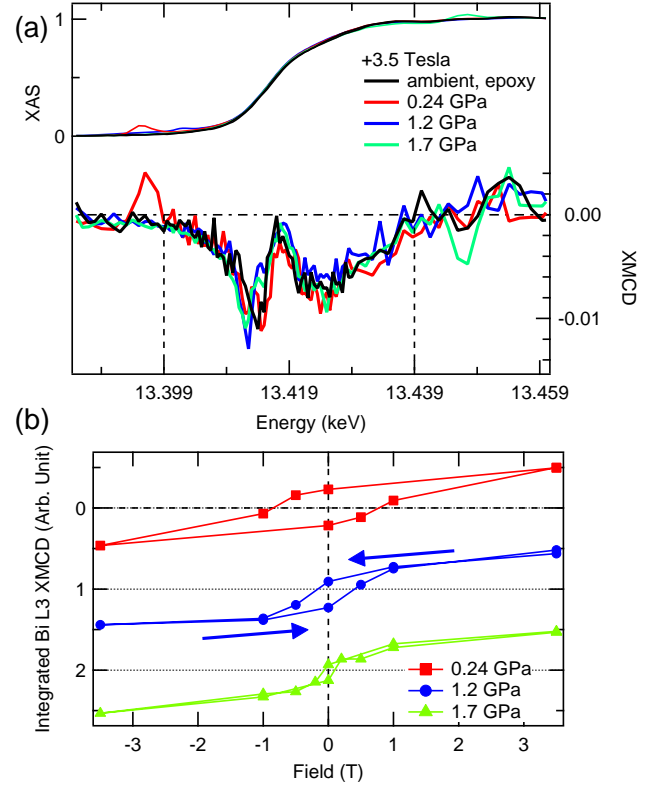 (a)
1
XAS
0
+3.5 Tesla
ambient, epoxy
0.24 GPa
1.2 GPa
1.7 GPa
0.00
XMCD
-0.01
13.399 13.419 13.439 13.459
Energy (keV)
(b)
Integrated Bi L3 XMCD (Arb. Unit)
0
1
2
0.24 GPa
1.2 GPa
1.7 GPa
-3 -2 -1 0 1 2 3
Field (T)